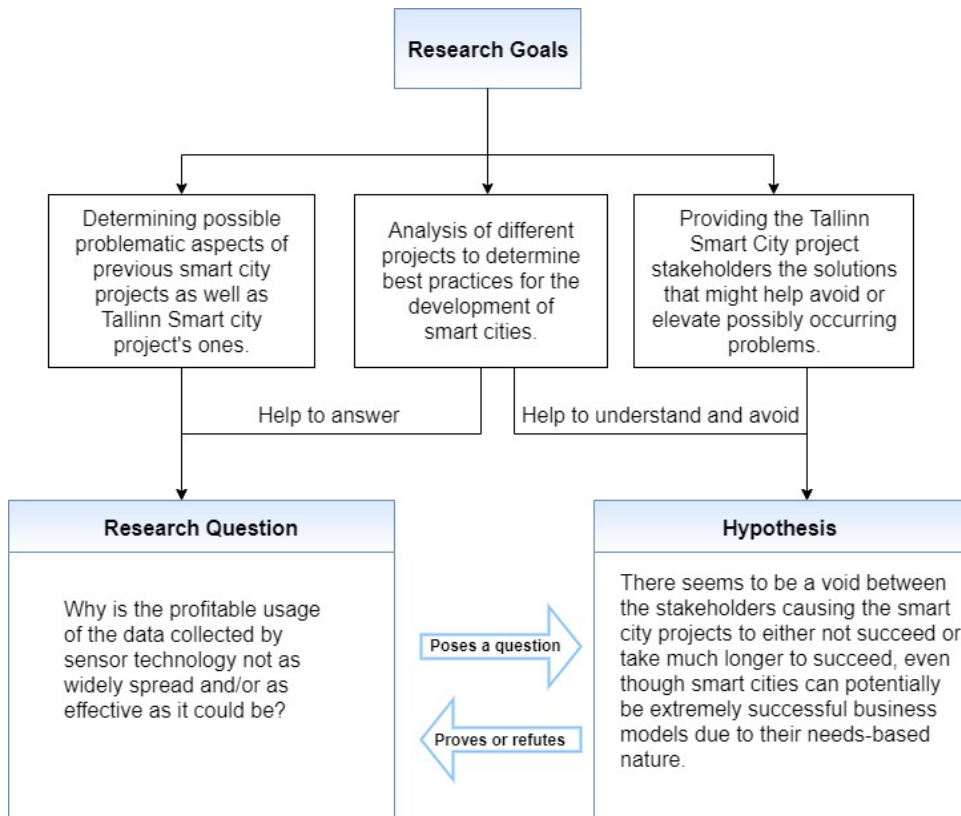 Research Goals
Determining possible
problematic aspects of
previous smart city
projects as well as
Tallinn Smart city
project's ones.
Analysis of different
projects to determine
best practices for the
development of
smart cities.
Providing the Tallinn
Smart City project
stakeholders the solutions
that might help avoid or
elevate possibly occurring
problems.
Help to answer
Help to understand and avoid
Research Question
Why is the profitable usage
of the data collected by
sensor technology not as
widely spread and/or as
effective as it could be?
Poses a question
Proves or refutes
Hypothesis
There seems to be a void between
the stakeholders causing the smart
city projects to either not succeed or
take much longer to succeed, even
though smart cities can potentially
be extremely successful business
models due to their needs-based
nature.